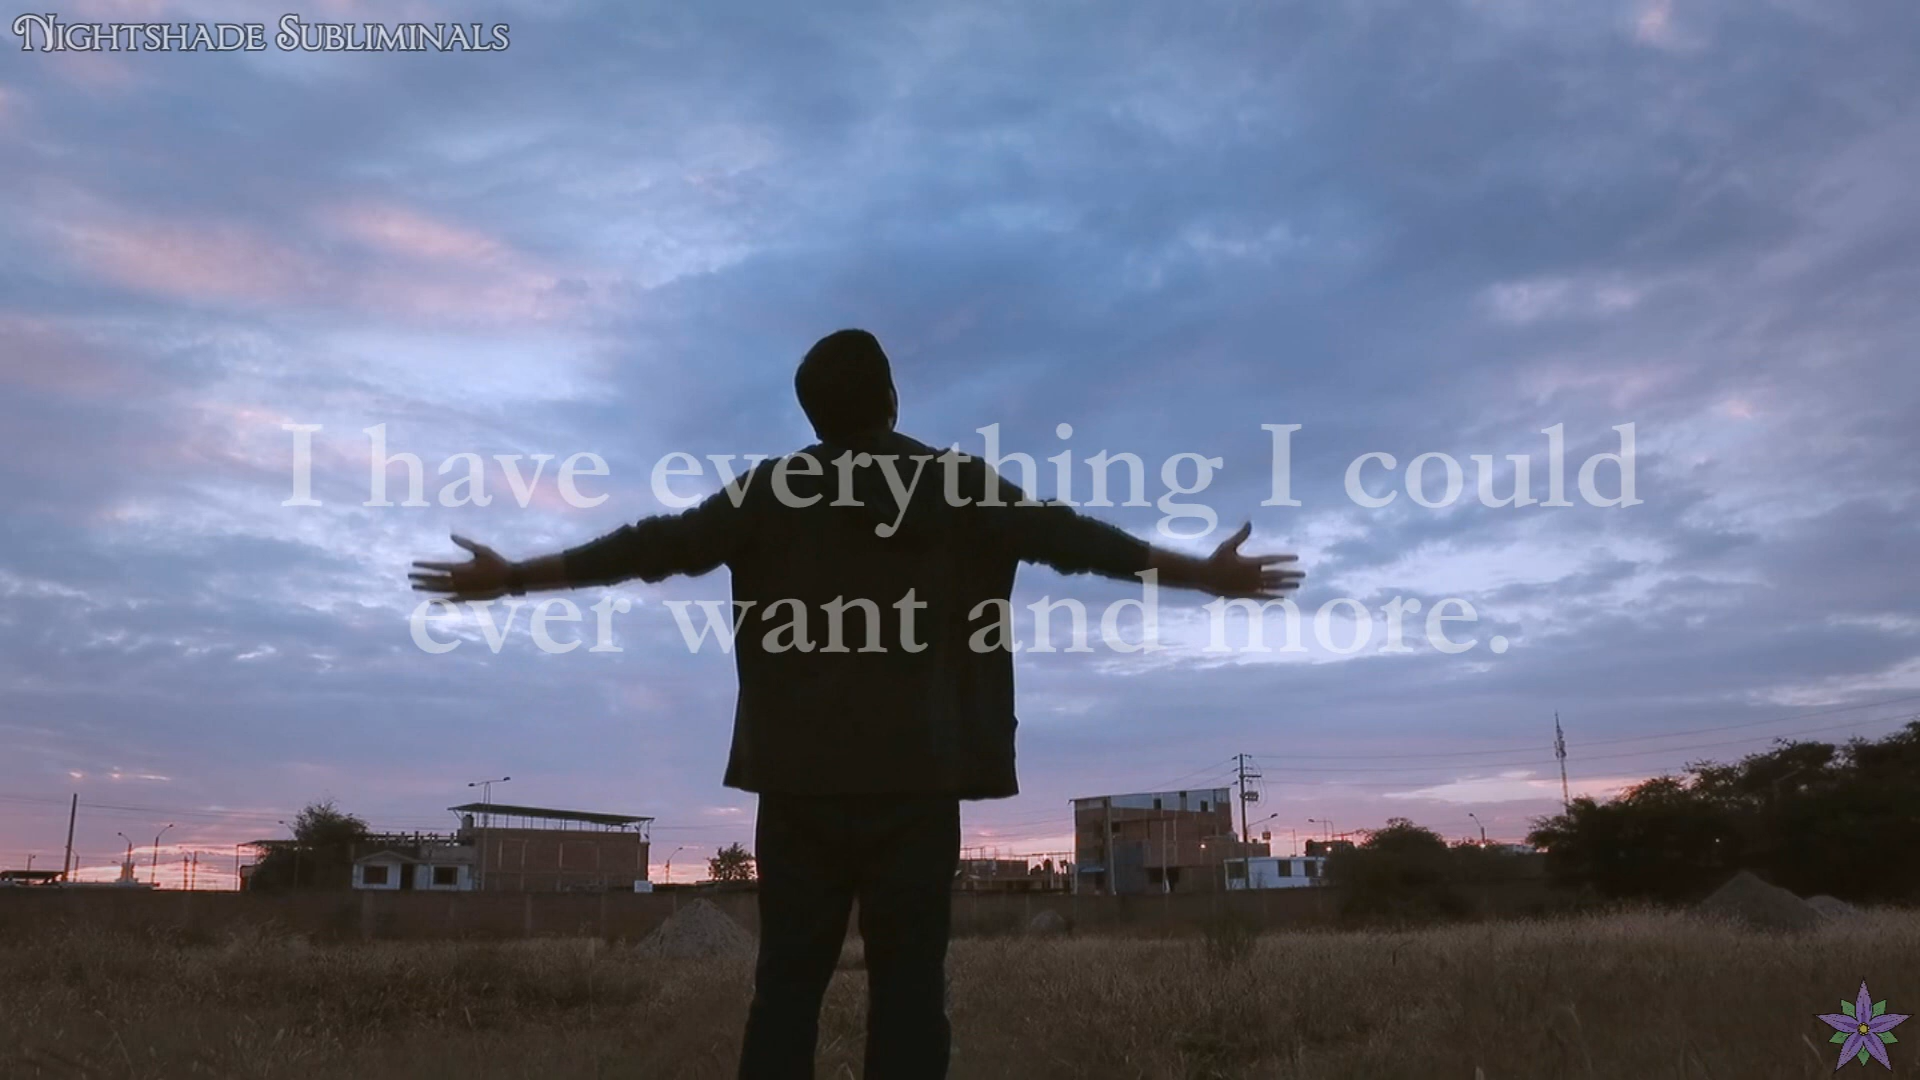 Nightshade Subliminals
I have everything I could
ever want and more.